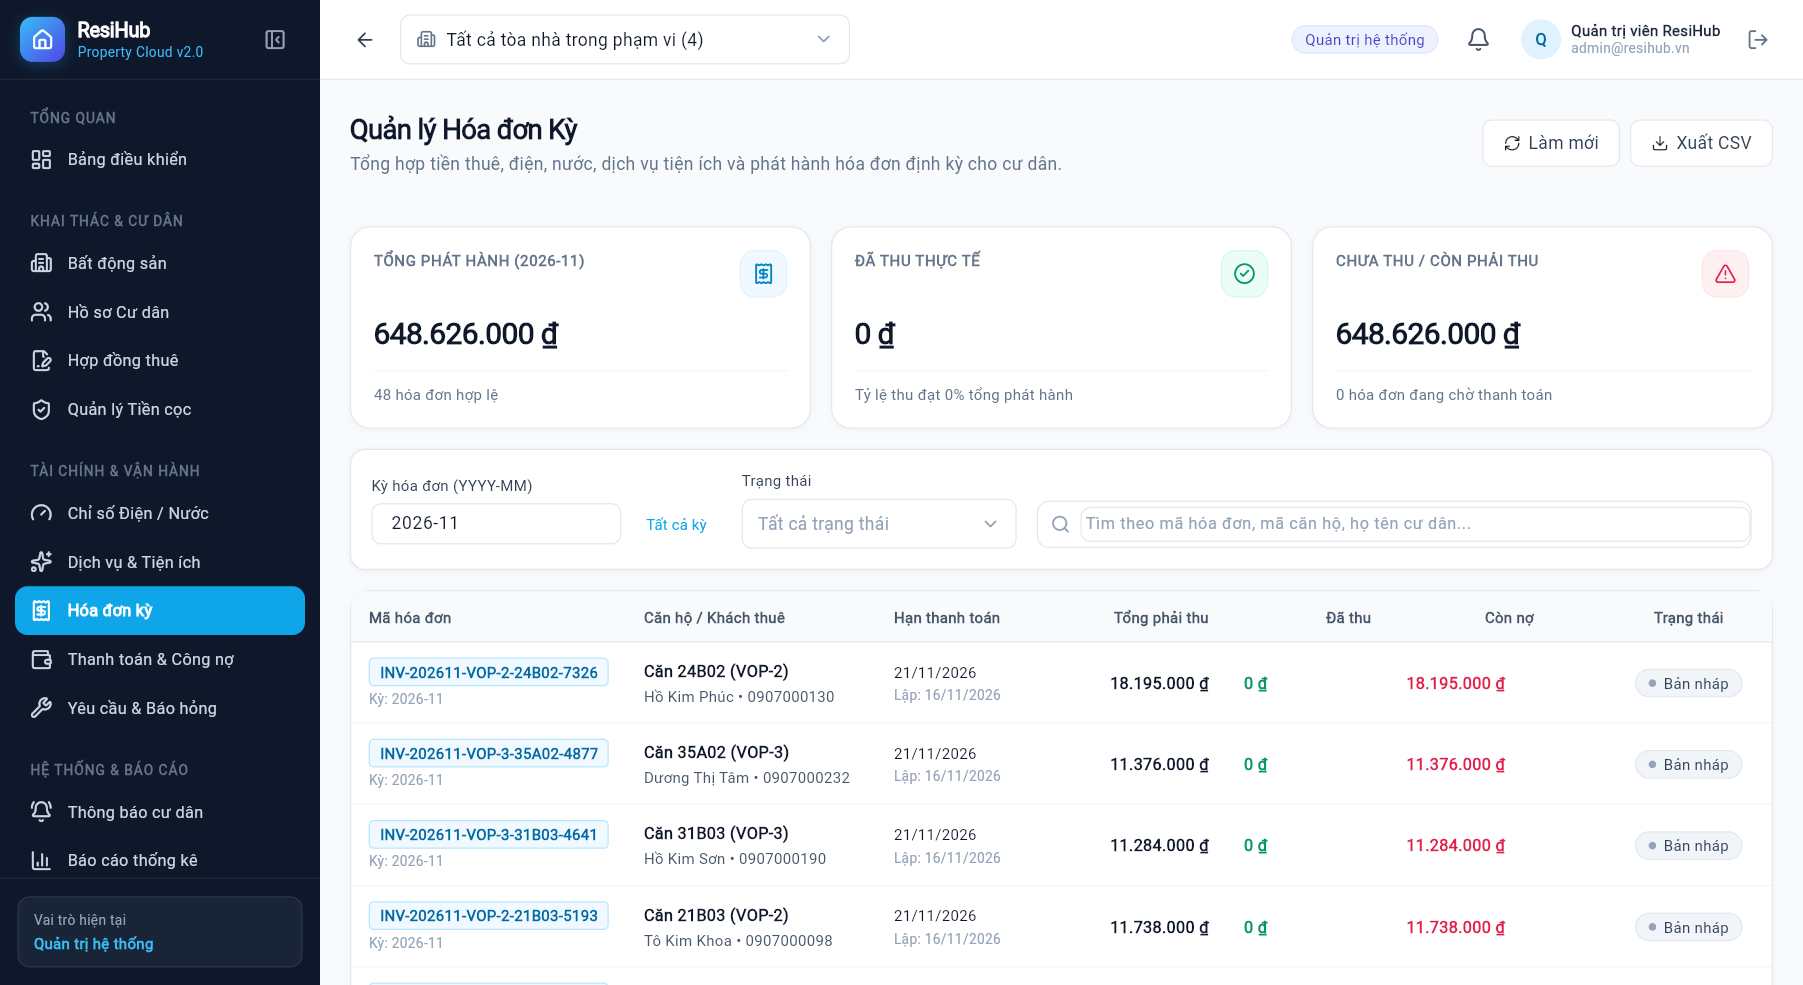 ResiHub
Property Cloud v2.0
TỔNG QUAN
Bảng điều khiển
KHAI THÁC & CƯ DÂN
Bất động sản
Hồ sơ Cư dân
Hợp đồng thuê
Quản lý Tiền cọc
TÀI CHÍNH & VẬN HÀNH
Chỉ số Điện / Nước
Dịch vụ & Tiện ích
Hóa đơn kỳ
Thanh toán & Công nợ
Yêu cầu & Báo hỏng
HỆ THỐNG & BÁO CÁO
Thông báo cư dân
Báo cáo thống kê
Vai trò hiện tại
Quản trị hệ thống
Tất cả tòa nhà trong phạm vi (4)
Quản trị hệ thống
Q
Quản trị viên ResiHub
admin@resihub.vn
Quản lý Hóa đơn Kỳ
Tổng hợp tiền thuê, điện, nước, dịch vụ tiện ích và phát hành hóa đơn định kỳ cho cư dân.
Làm mới
Xuất CSV
TỔNG PHÁT HÀNH (2026-11)
648.626.000 ₫
48 hóa đơn hợp lệ
ĐÃ THU THỰC TẾ
0 ₫
Tỷ lệ thu đạt 0% tổng phát hành
CHƯA THU / CÒN PHẢI THU
648.626.000 ₫
0 hóa đơn đang chờ thanh toán
Kỳ hóa đơn (YYYY-MM)
2026-11
Tất cả kỳ
Trạng thái
Tất cả trạng thái
Tìm theo mã hóa đơn, mã căn hộ, họ tên cư dân...
Mã hóa đơn Căn hộ / Khách thuê Hạn thanh toán Tổng phải thu Đã thu Còn nợ Trạng thái
INV-202611-VOP-2-24B02-7326 Căn 24B02 (VOP-2) 21/11/2026 18.195.000 ₫ 0 ₫ 18.195.000 ₫ Bản nháp
Kỳ: 2026-11 Hồ Kim Phúc • 0907000130 Lập: 16/11/2026
INV-202611-VOP-3-35A02-4877 Căn 35A02 (VOP-3) 21/11/2026 11.376.000 ₫ 0 ₫ 11.376.000 ₫ Bản nháp
Kỳ: 2026-11 Dương Thị Tâm • 0907000232 Lập: 16/11/2026
INV-202611-VOP-3-31B03-4641 Căn 31B03 (VOP-3) 21/11/2026 11.284.000 ₫ 0 ₫ 11.284.000 ₫ Bản nháp
Kỳ: 2026-11 Hồ Kim Sơn • 0907000190 Lập: 16/11/2026
INV-202611-VOP-2-21B03-5193 Căn 21B03 (VOP-2) 21/11/2026 11.738.000 ₫ 0 ₫ 11.738.000 ₫ Bản nháp
Kỳ: 2026-11 Tô Kim Khoa • 0907000098 Lập: 16/11/2026